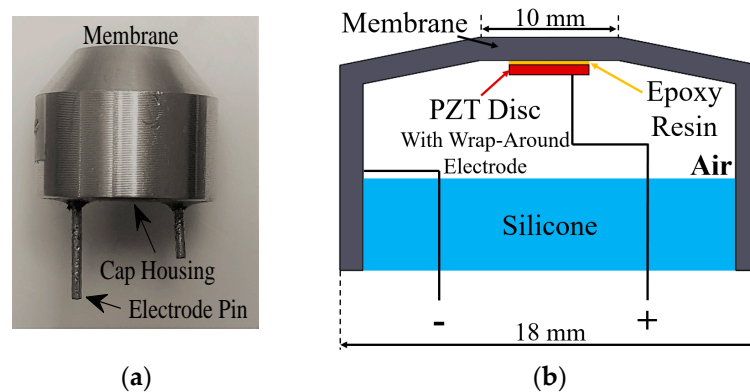 Membrane
Cap Housing
Electrode Pin
(a)
10 mm
Membrane
PZT Disc
With Wrap-Around
Electrode
Epoxy
Resin
Air
Silicone
- +
18 mm
(b)